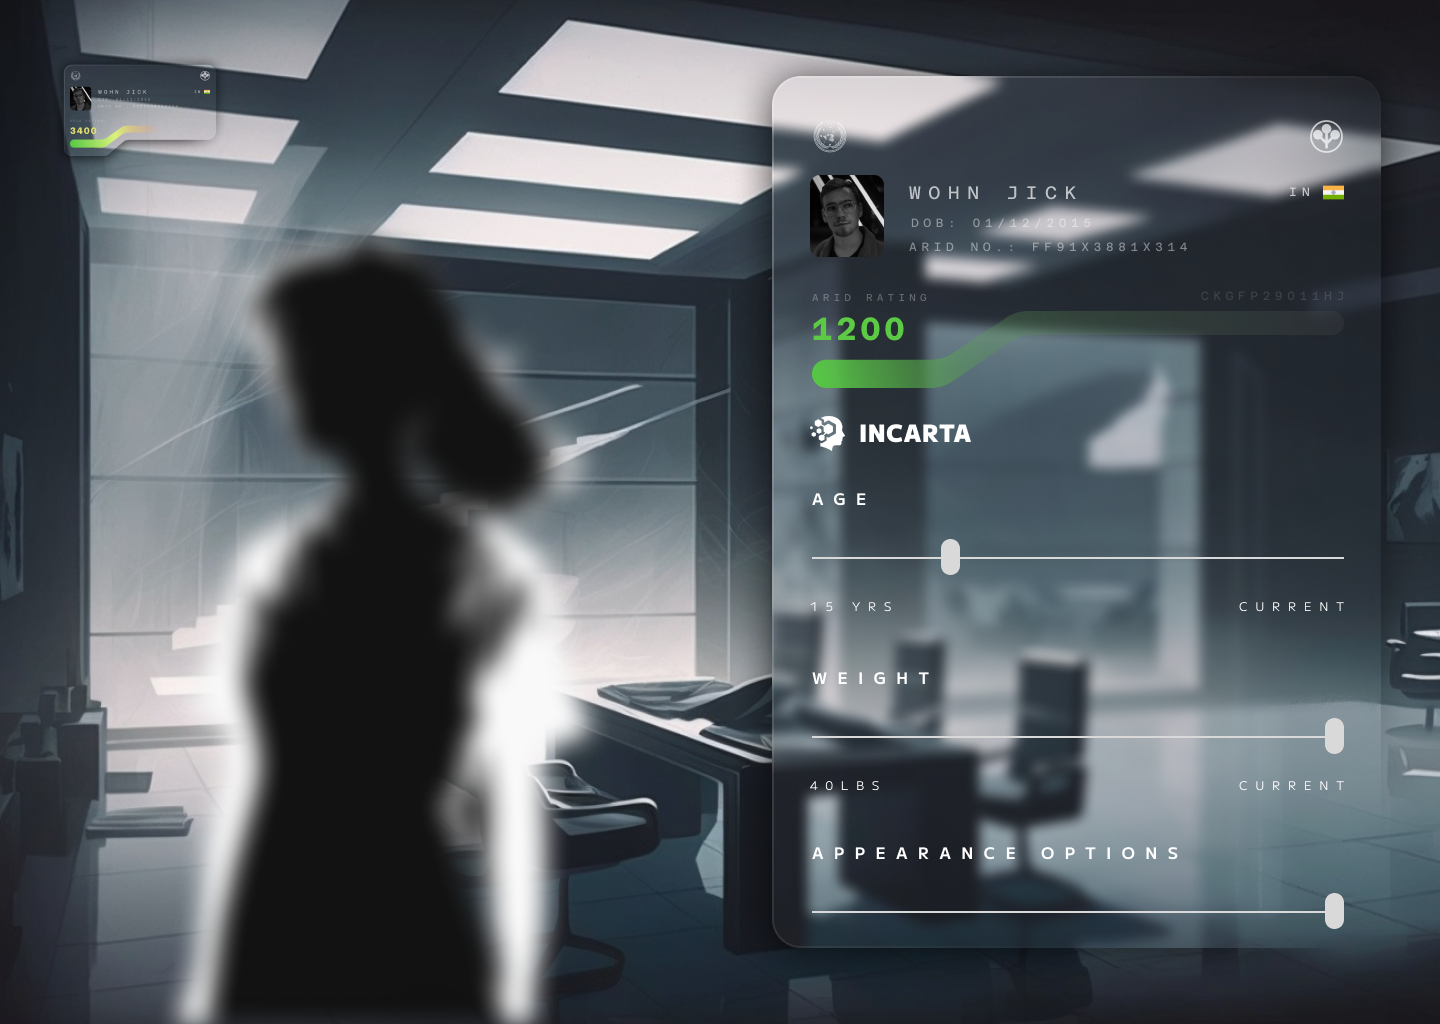 WOHN JICK
IN
3400
WOHN JICK
IN
DOB: 01/12/2015
ARID NO.: FF91X3881X314
ARID RATING
CKGFP29011HJ
1200
INCARTA
AGE
15 YRS
CURRENT
WEIGHT
40LBS
CURRENT
APPEARANCE OPTIONS